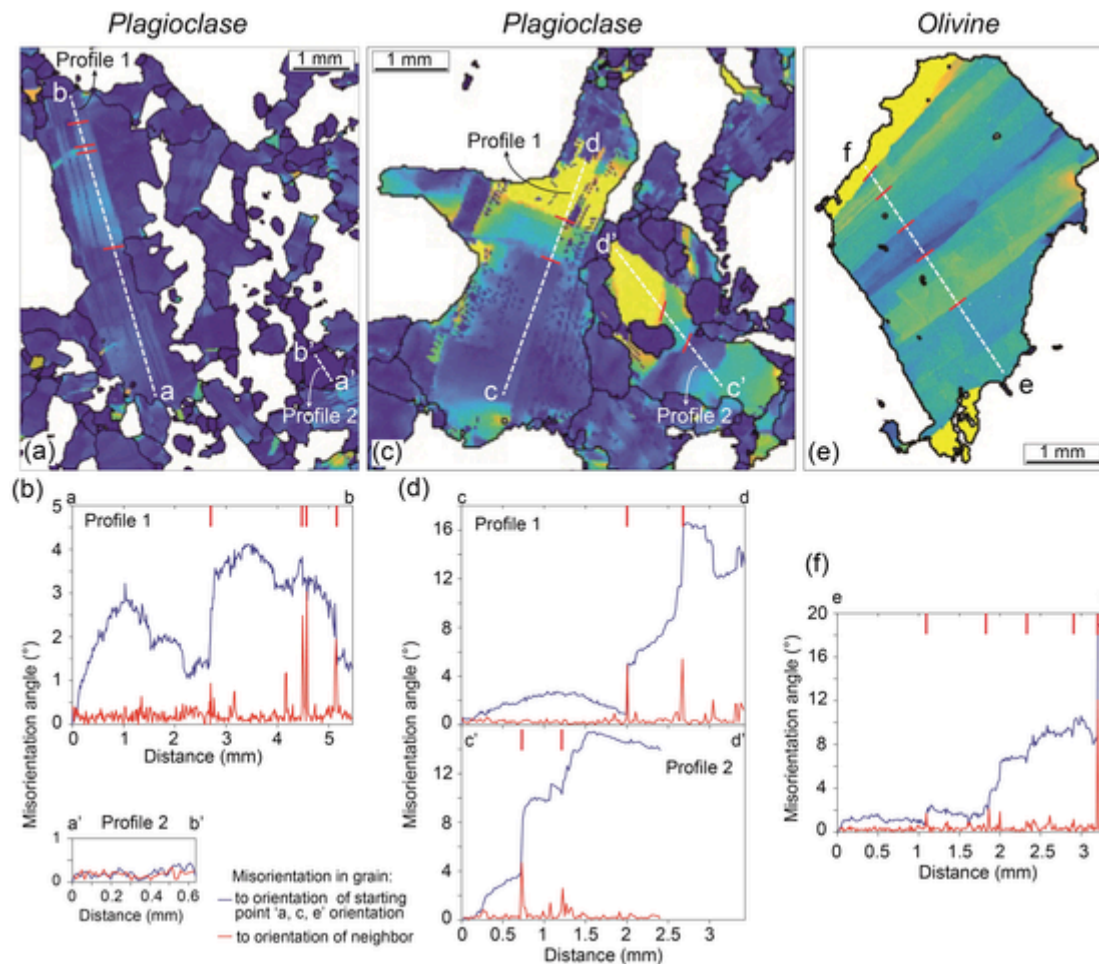 Plagioclase
Plagioclase
Olivine
Profile 1
1 mm
b
a
b'
a'
Profile 2
(a)
1 mm
Profile 1
d
d'
c
c'
Profile 2
(c)
f
e
(e)
1 mm
(b)
a
b
Profile 1
Misorientation angle (°)
5
4
3
2
1
0
0 1 2 3 4 5
Distance (mm)
a' Profile 2 b'
1
0
0 0.2 0.4 0.6
Distance (mm)
Misorientation in grain:
to orientation of starting
point 'a, c, e' orientation
to orientation of neighbor
(d)
c
d
Profile 1
16
12
8
4
0
c'
d'
Profile 2
Misorientation angle (°)
12
8
4
0
0 0.5 1 1.5 2 2.5 3
Distance (mm)
(f)
e
20
16
12
8
4
0
Misorientation angle (°)
0 0.5 1 1.5 2 2.5 3
Distance (mm)